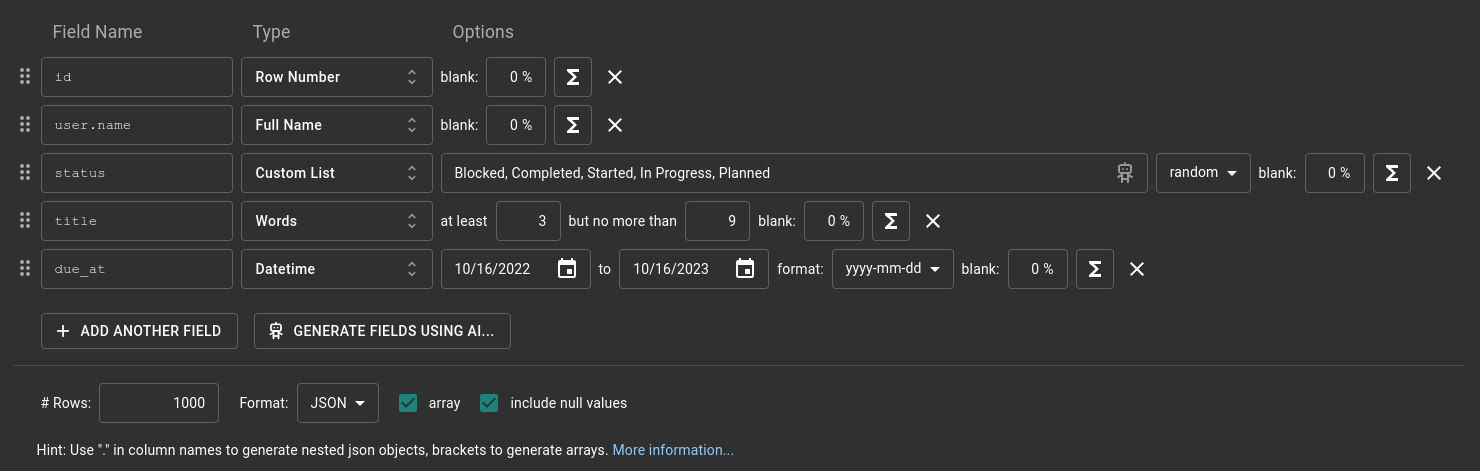 Field Name Type Options
id Row Number blank: 0 %
user.name Full Name blank: 0 %
status Custom List Blocked, Completed, Started, In Progress, Planned random blank: 0 %
title Words at least 3 but no more than 9 blank: 0 %
due_at Datetime 10/16/2022 to 10/16/2023 format: yyyy-mm-dd blank: 0 %
ADD ANOTHER FIELD GENERATE FIELDS USING AI...
# Rows: 1000 Format: JSON array include null values
Hint: Use "." in column names to generate nested json objects, brackets to generate arrays. More information...